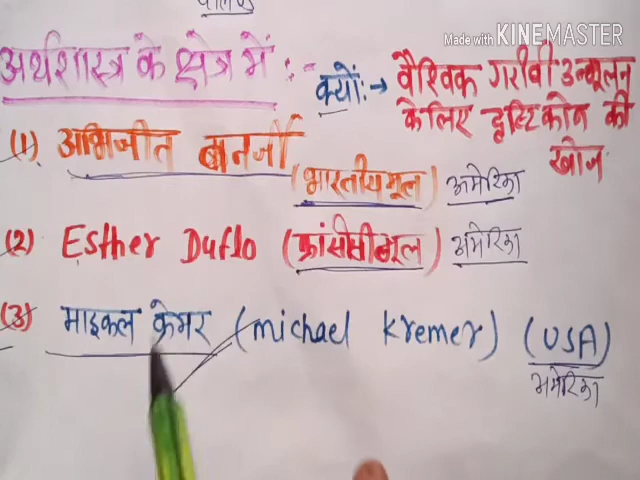 पोलैण्ड
Made with KINEMASTER
अर्थशास्त्र के क्षेत्र में :-
क्यों :→ वैश्विक गरीबी उन्मूलन
के लिए दृष्टिकोन की
खोज
(1) अभिजीत बनर्जी
(भारतीय मूल) अमेरिका
(2) Esther Duflo (फ्रांसीसी मूल) अमेरिका
(3) माइकल क्रेमर (michael Kremer) (USA)
अमेरिका